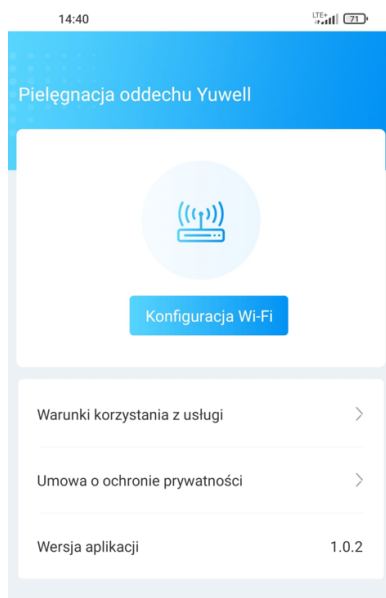 14:40
LTE+
71
Pielęgnacja oddechu Yuwell
Konfiguracja Wi-Fi
Warunki korzystania z usługi
Umowa o ochronie prywatności
Wersja aplikacji 1.0.2